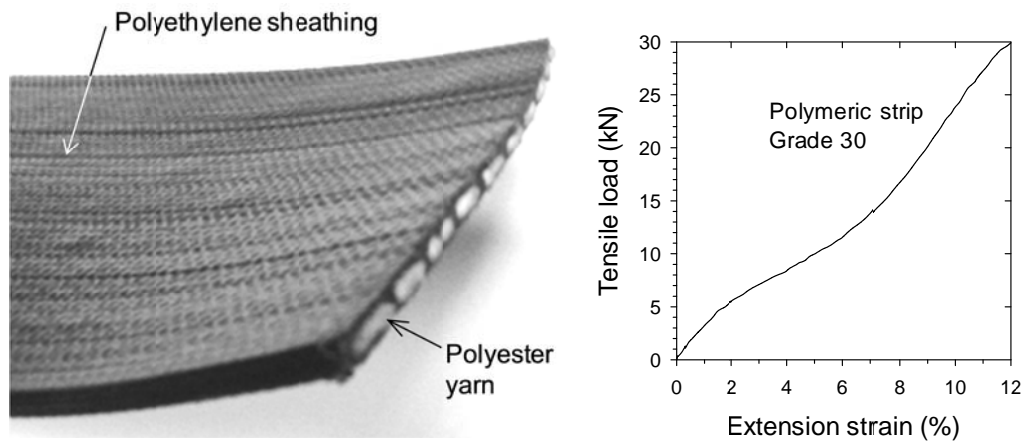 Polyethylene sheathing
Polyester
yarn
30
25
20
15
10
5
0
Tensile load (kN)
Polymeric strip
Grade 30
0 2 4 6 8 10 12
Extension strain (%)